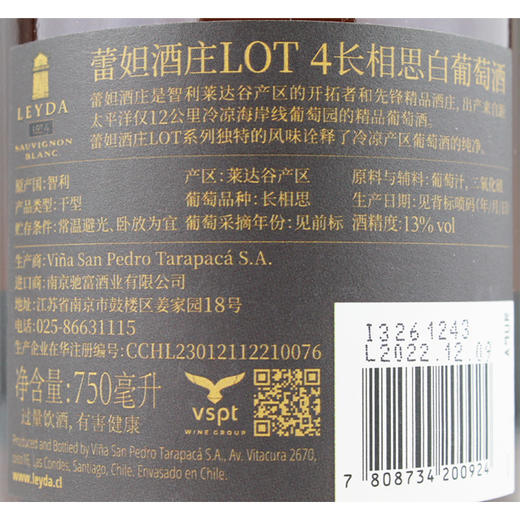 LEYDA
LOT 4
SAUVIGNON
BLANC
蕾妲酒庄LOT 4长相思白葡萄酒
蕾妲酒庄是智利莱达谷产区的开拓者和先锋精品酒庄, 出产来自距
太平洋仅12公里冷凉海岸线葡萄园的精品葡萄酒。
蕾妲酒庄LOT系列独特的风味诠释了冷凉产区葡萄酒的纯净。
原产国: 智利 产区: 莱达谷产区 原料与辅料: 葡萄汁, 二氧化硫
产品类型: 干型 葡萄品种: 长相思 生产日期: 见背标喷码(年/月/日)
贮存条件: 常温避光, 卧放为宜 葡萄采摘年份: 见前标 酒精度: 13% vol
生产商: Viña San Pedro Tarapacá S.A.
进口商: 南京驰富酒业有限公司
地址: 江苏省南京市鼓楼区姜家园18号
电话: 025-86631115
生产企业在华注册编号: CCHL23012112210076
净含量: 750毫升
过量饮酒, 有害健康
vspt
WINE GROUP
Produced and Bottled by Viña San Pedro Tarapacá S.A., Av. Vitacura 2670,
piso 16, Las Condes, Santiago, Chile. Envasado en Chile.
www.leyda.cl
I3261243
L2022.12.09
7 808734 200924